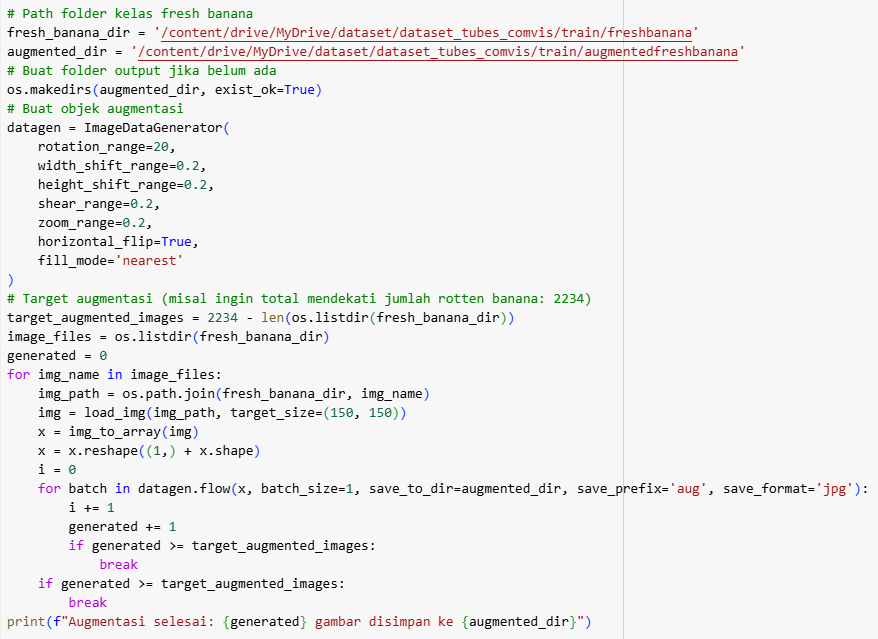 # Path folder kelas fresh banana
fresh_banana_dir = '/content/drive/MyDrive/dataset/dataset_tubes_comvis/train/freshbanana'
augmented_dir = '/content/drive/MyDrive/dataset/dataset_tubes_comvis/train/augmentedfreshbanana'
# Buat folder output jika belum ada
os.makedirs(augmented_dir, exist_ok=True)
# Buat objek augmentasi
datagen = ImageDataGenerator(
    rotation_range=20,
    width_shift_range=0.2,
    height_shift_range=0.2,
    shear_range=0.2,
    zoom_range=0.2,
    horizontal_flip=True,
    fill_mode='nearest'
)
# Target augmentasi (misal ingin total mendekati jumlah rotten banana: 2234)
target_augmented_images = 2234 - len(os.listdir(fresh_banana_dir))
image_files = os.listdir(fresh_banana_dir)
generated = 0
for img_name in image_files:
    img_path = os.path.join(fresh_banana_dir, img_name)
    img = load_img(img_path, target_size=(150, 150))
    x = img_to_array(img)
    x = x.reshape((1,) + x.shape)
    i = 0
    for batch in datagen.flow(x, batch_size=1, save_to_dir=augmented_dir, save_prefix='aug', save_format='jpg'):
        i += 1
        generated += 1
        if generated >= target_augmented_images:
            break
    if generated >= target_augmented_images:
        break
print(f"Augmentasi selesai: {generated} gambar disimpan ke {augmented_dir}")